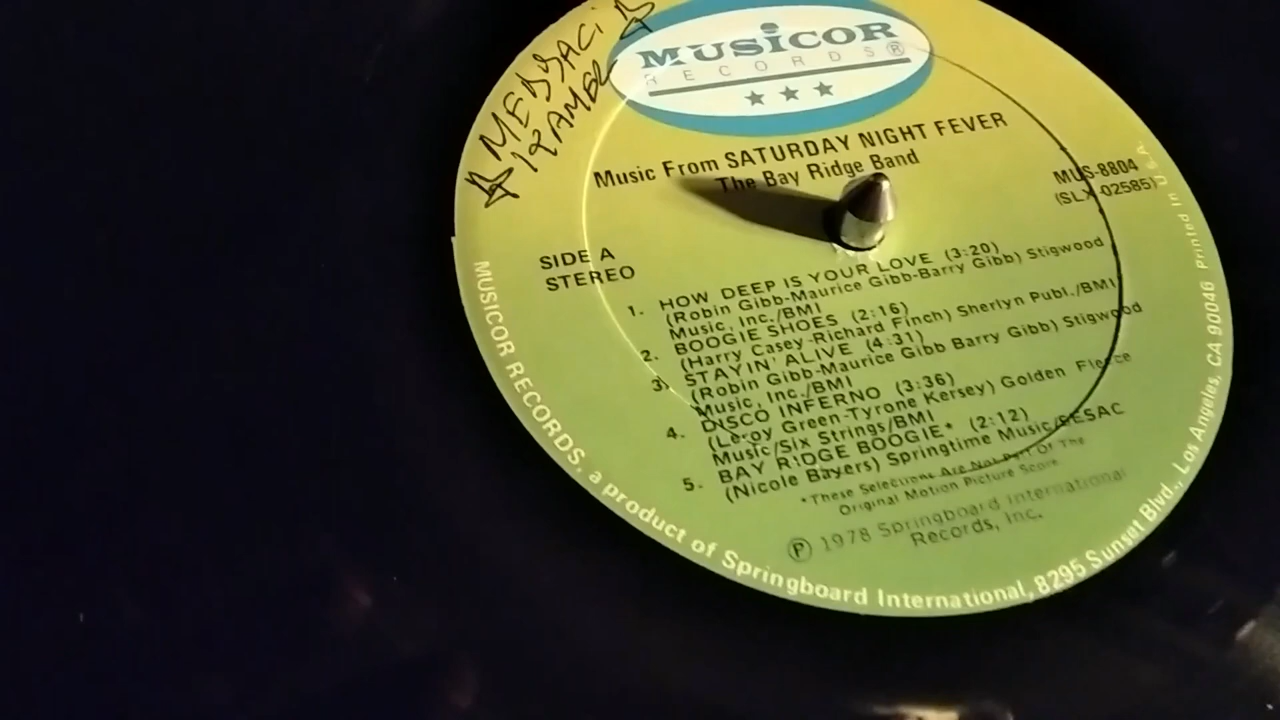 MUSICOR
RECORDS®
Music From SATURDAY NIGHT FEVER
The Bay Ridge Band
MUS-8804
(SLX-02585)
SIDE A
STEREO
1. HOW DEEP IS YOUR LOVE (3:20)
(Robin Gibb-Maurice Gibb-Barry Gibb) Stigwood
Music, Inc./BMI
2. BOOGIE SHOES (2:16)
(Harry Casey-Richard Finch) Sherlyn Publ./BMI
3. STAYIN' ALIVE (4:31)
(Robin Gibb-Maurice Gibb Barry Gibb) Stigwood
Music, Inc./BMI
4. DISCO INFERNO (3:36)
(Leroy Green-Tyrone Kersey) Golden Fleece
Music/Six Strings/BMI
5. BAY RIDGE BOOGIE* (2:12)
(Nicole Bayers) Springtime Music/SESAC
*These Selections Are Not Part Of The
Original Motion Picture Score
Ⓟ 1978 Springboard International
Records, Inc.
MUSICOR RECORDS, a product of Springboard International, 8295 Sunset Blvd., Los Angeles, CA 90046 Printed in U.S.A.